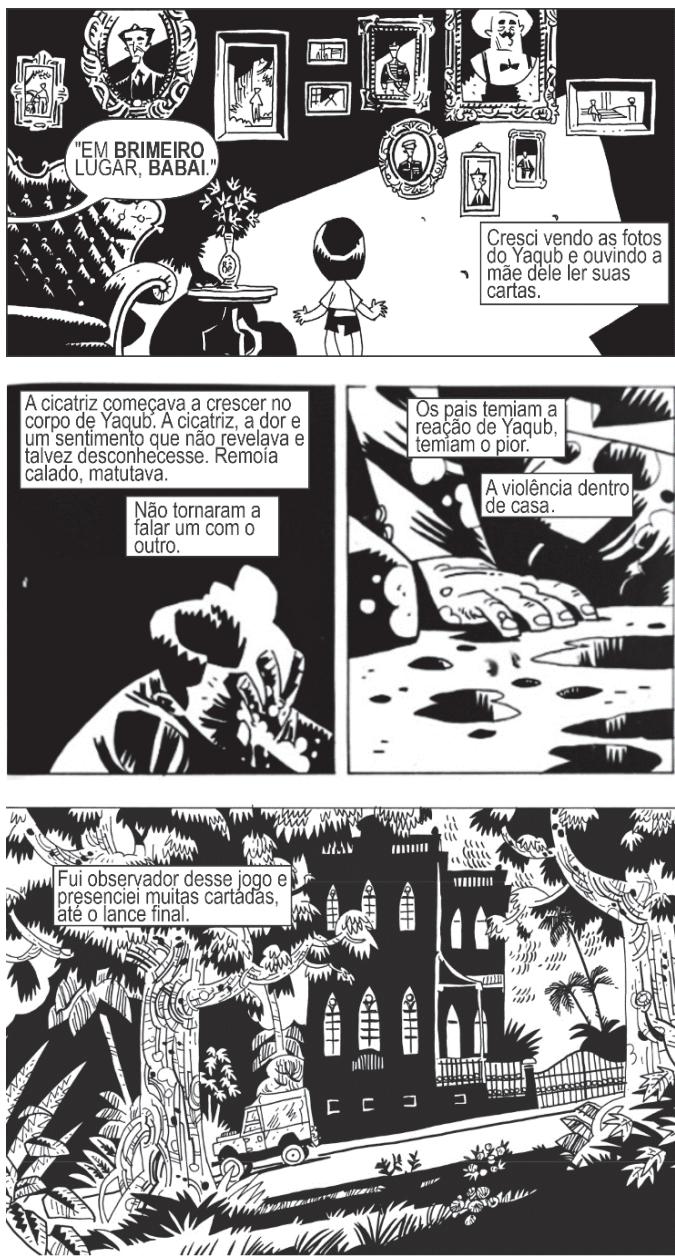 "EM BRIMEIRO
LUGAR, BABAI."
Cresci vendo as fotos
do Yaqub e ouvindo a
mãe dele ler suas
cartas.
A cicatriz começava a crescer no
corpo de Yaqub. A cicatriz, a dor e
um sentimento que não revelava e
talvez desconhecesse. Remoía
calado, matutava.
Não tornaram a
falar um com o
outro.
Os pais temiam a
reação de Yaqub,
temiam o pior.
A violência dentro
de casa.
Fui observador desse jogo e
presenciei muitas cartadas,
até o lance final.